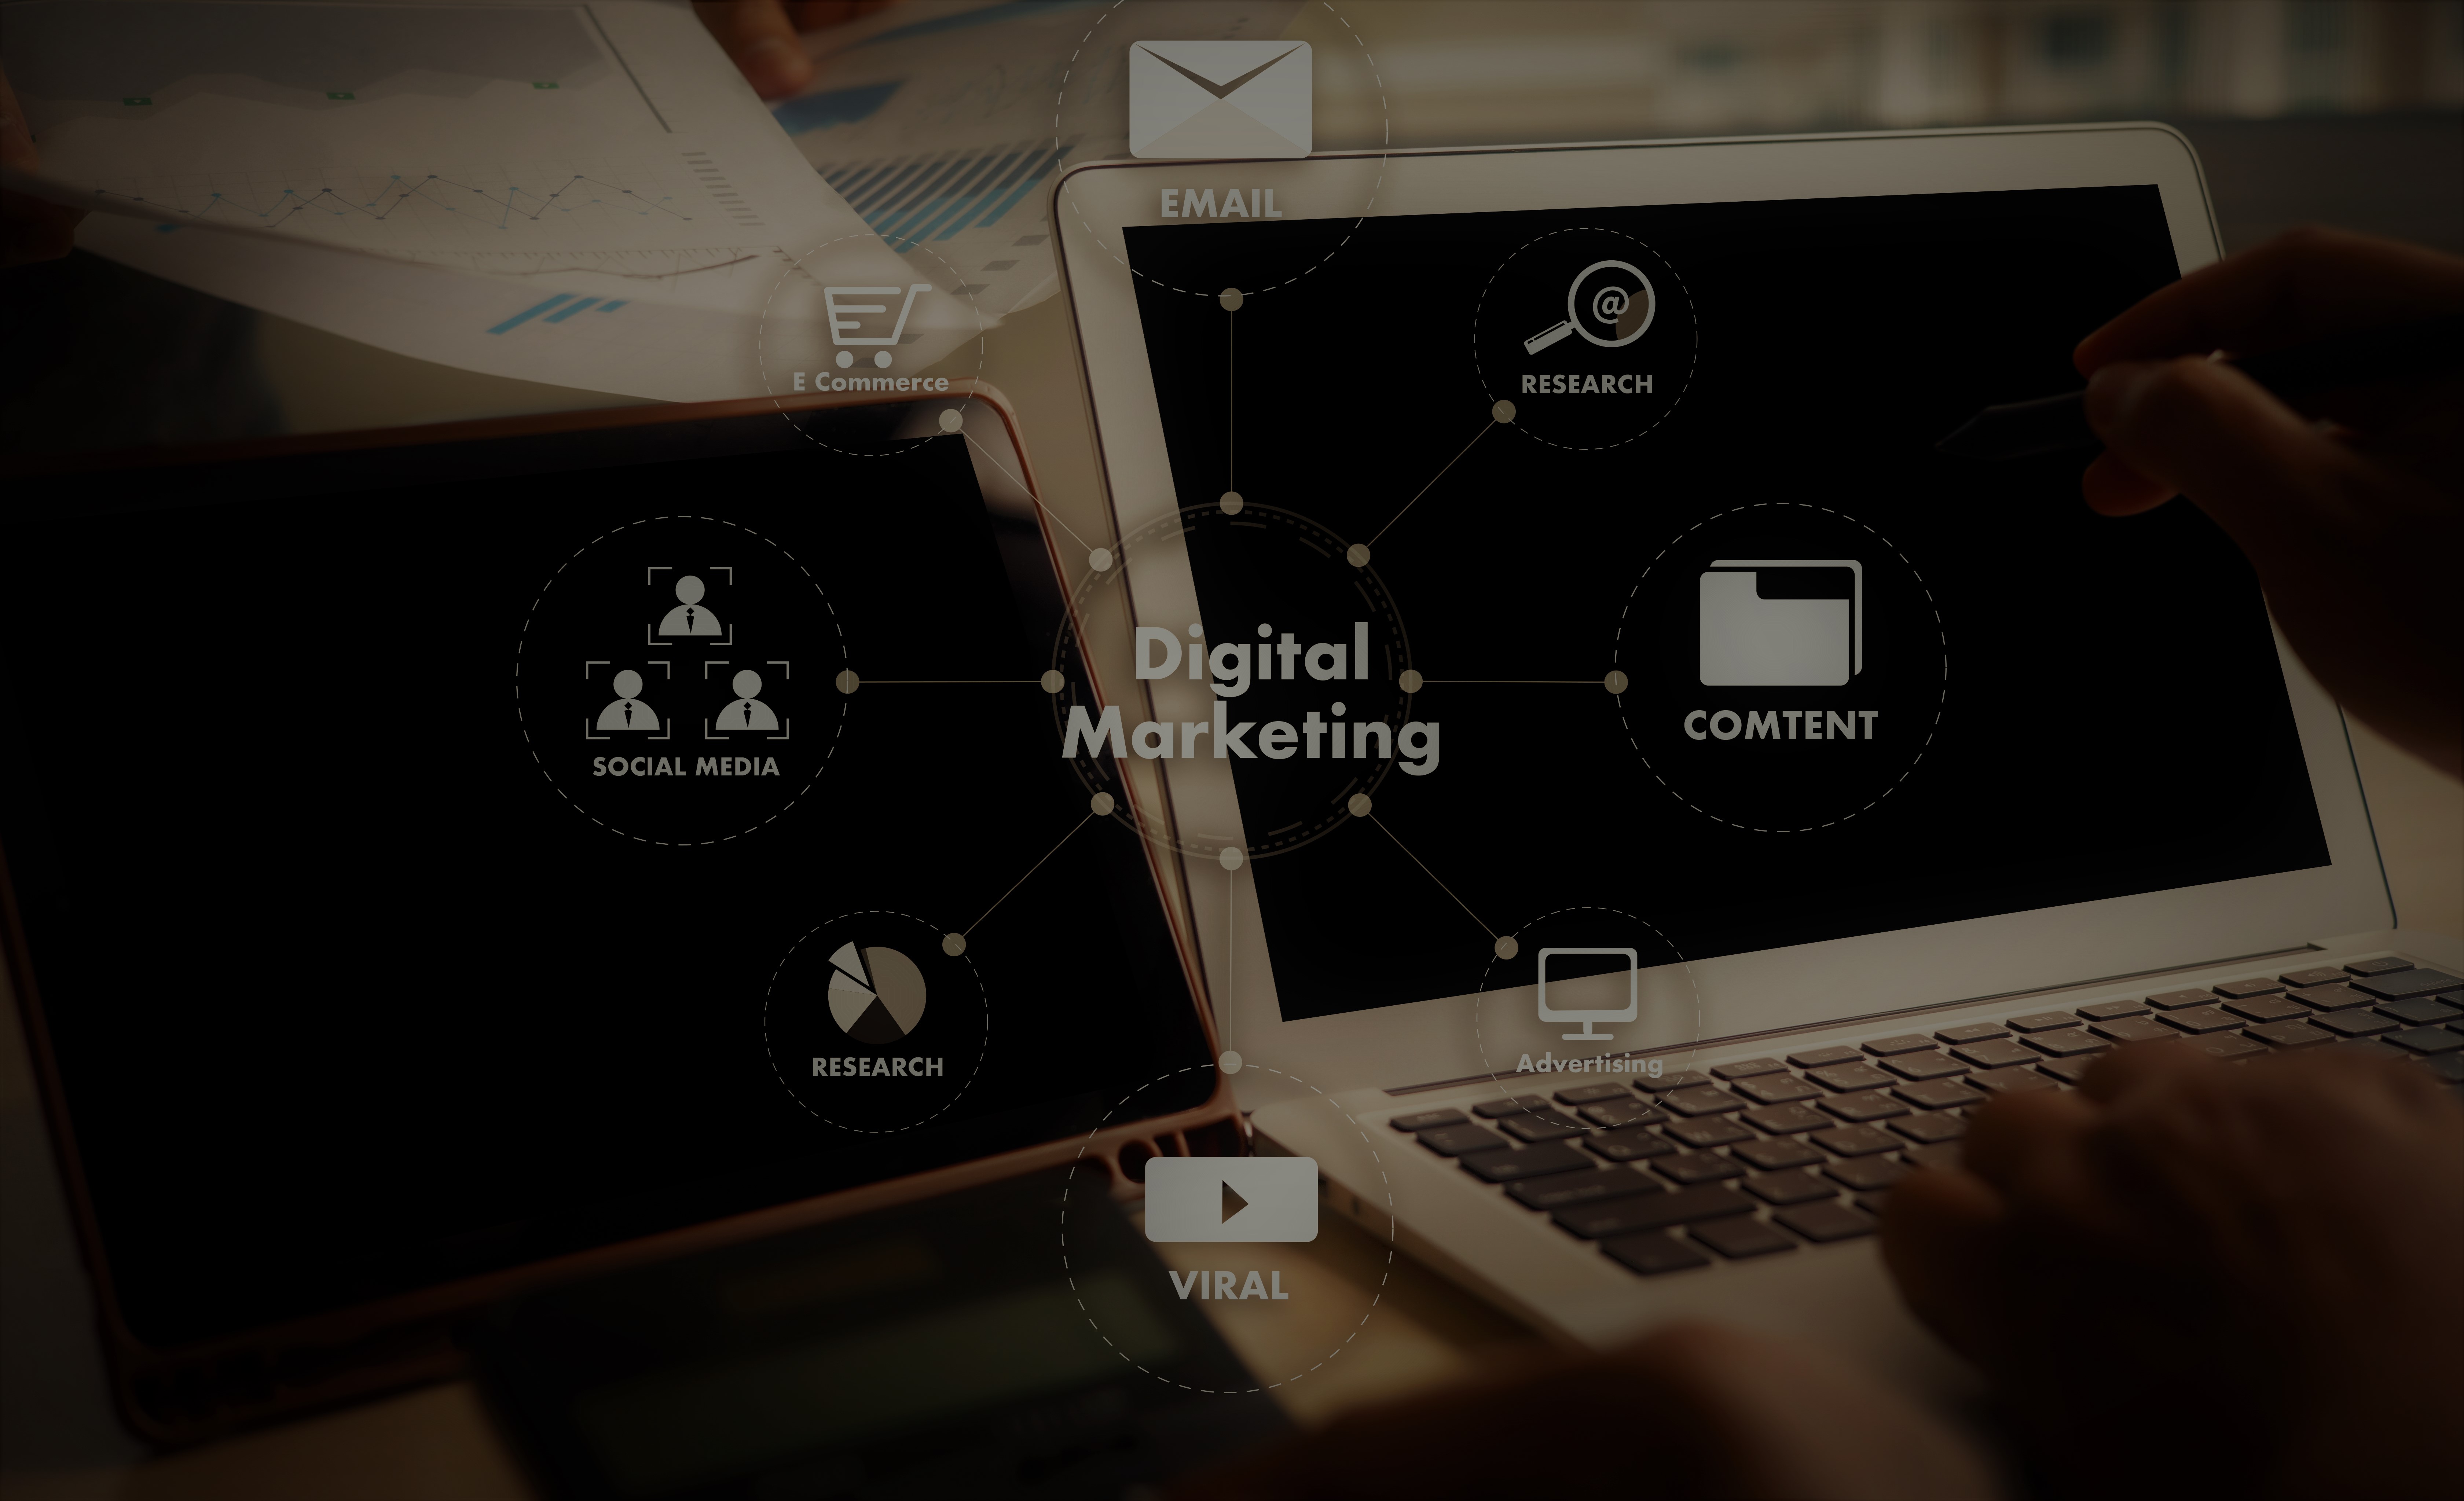 EMAIL
E Commerce
RESEARCH
@
SOCIAL MEDIA
Digital
Marketing
COMTENT
RESEARCH
Advertising
VIRAL